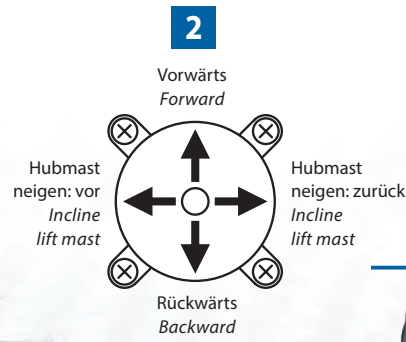 2
Vorwärts
Forward
Hubmast
neigen: vor
Incline
lift mast
Hubmast
neigen: zurück
Incline
lift mast
Rückwärts
Backward